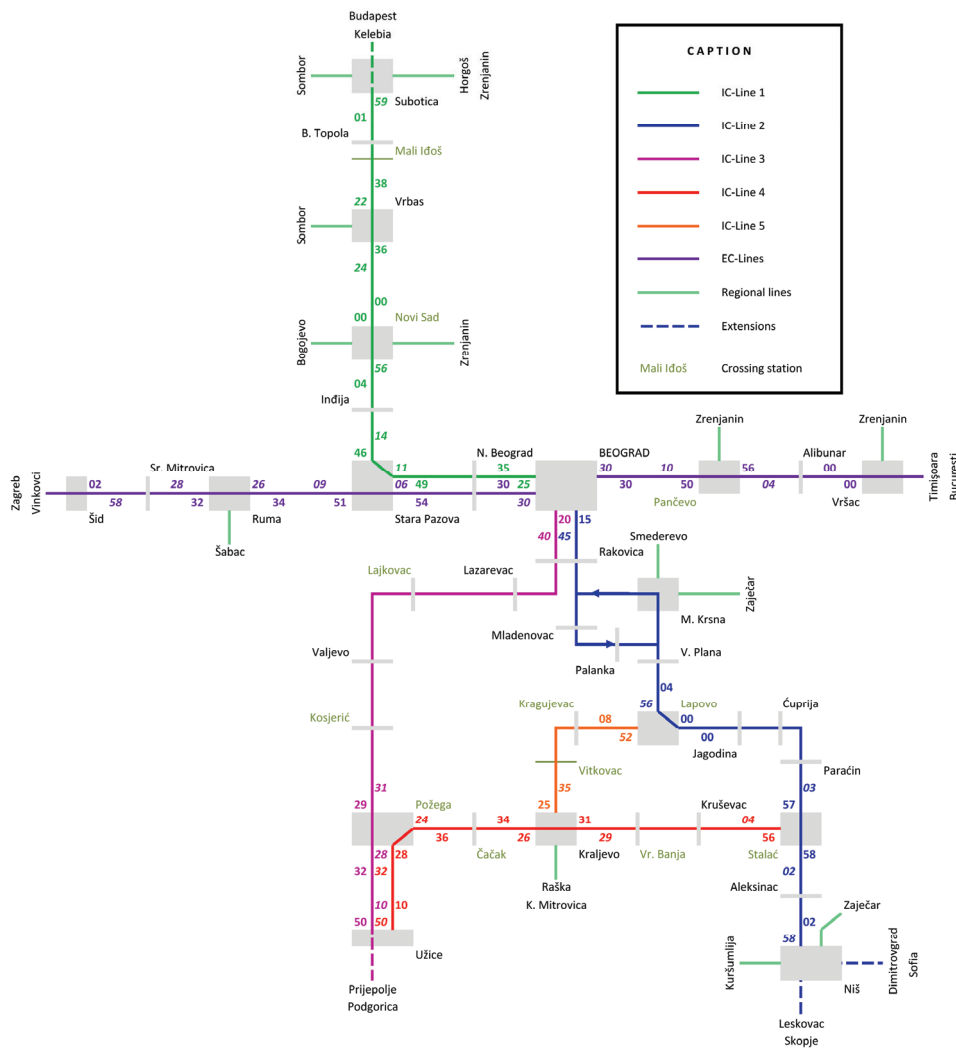 Budapest
Kelebia
Sombor
Horgoš
Zrenjanin
59
Subotica
01
B. Topola
Mali Iđoš
38
22
Vrbas
Sombor
36
24
00
00
Novi Sad
Bogojevo
Zrenjanin
56
04
Inđija
14
46
11
49
N. Beograd
35
25
BEOGRAD
CAPTION
IC-Line 1
IC-Line 2
IC-Line 3
IC-Line 4
IC-Line 5
EC-Lines
Regional lines
Extensions
Mali Iđoš
Crossing station
Zagreb
Vinkovci
02
58
Šid
Sr. Mitrovica
28
32
26
34
Ruma
Šabac
09
51
06
54
Stara Pazova
30
30
30
30
10
50
Pančevo
Zrenjanin
56
04
Alibunar
00
00
Vršac
Zrenjanin
Timişoara
Bucureşti
20
15
40
45
Rakovica
Smederevo
Zaječar
M. Krsna
Lajkovac
Lazarevac
Mladenovac
Palanka
V. Plana
Valjevo
Kosjerić
04
56
Lapovo
00
00
Jagodina
Ćuprija
Paraćin
03
57
Kragujevac
08
52
Vitkovac
35
25
31
29
Požega
24
36
34
26
Čačak
31
29
Kraljevo
Raška
K. Mitrovica
Vr. Banja
Kruševac
04
56
Stalać
58
02
Aleksinac
02
58
Zaječar
Kuršumlija
Dimitrovgrad
Sofia
Niš
Leskovac
Skopje
28
28
32
32
10
10
50
50
Užice
Prijepolje
Podgorica